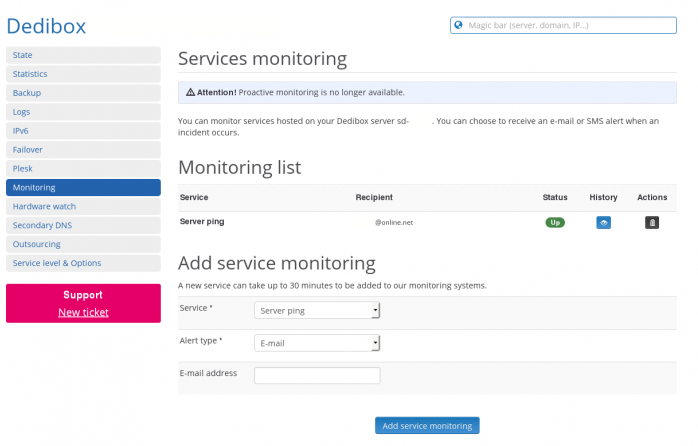 Dedibox
Magic bar (server, domain, IP...)
State
Statistics
Backup
Logs
IPv6
Failover
Plesk
Monitoring
Hardware watch
Secondary DNS
Outsourcing
Service level & Options
Support
New ticket
Services monitoring
Attention! Proactive monitoring is no longer available.
You can monitor services hosted on your Dedibox server sd- . You can choose to receive an e-mail or SMS alert when an
incident occurs.
Monitoring list
Service Recipient Status History Actions
Server ping @online.net Up
Add service monitoring
A new service can take up to 30 minutes to be added to our monitoring systems.
Service * Server ping
Alert type * E-mail
E-mail address
Add service monitoring